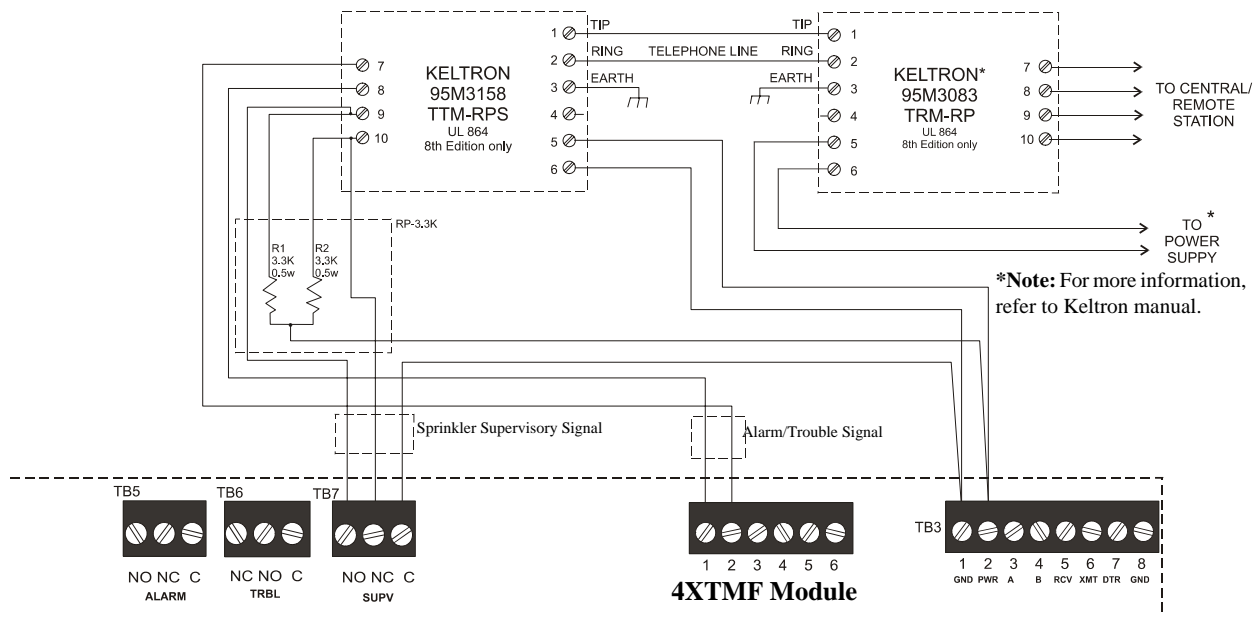 TIP TIP
1 1
RING TELEPHONE LINE RING
2 2
EARTH EARTH
3 3
4 4
5 5
6 6
7
8
9
10
KELTRON
95M3158
TTM-RPS
UL 864
8th Edition only
KELTRON*
95M3083
TRM-RP
UL 864
8th Edition only
7
8
9
10
TO CENTRAL/
REMOTE
STATION
RP-3.3K
R1
3.3K
0.5w
R2
3.3K
0.5w
TO *
POWER
SUPPY
*Note: For more information,
refer to Keltron manual.
Sprinkler Supervisory Signal
Alarm/Trouble Signal
TB5
NO NC C
ALARM
TB6
NC NO C
TRBL
TB7
NO NC C
SUPV
1 2 3 4 5 6
4XTMF Module
TB3
1 2 3 4 5 6 7 8
GND PWR A B RCV XMT DTR GND